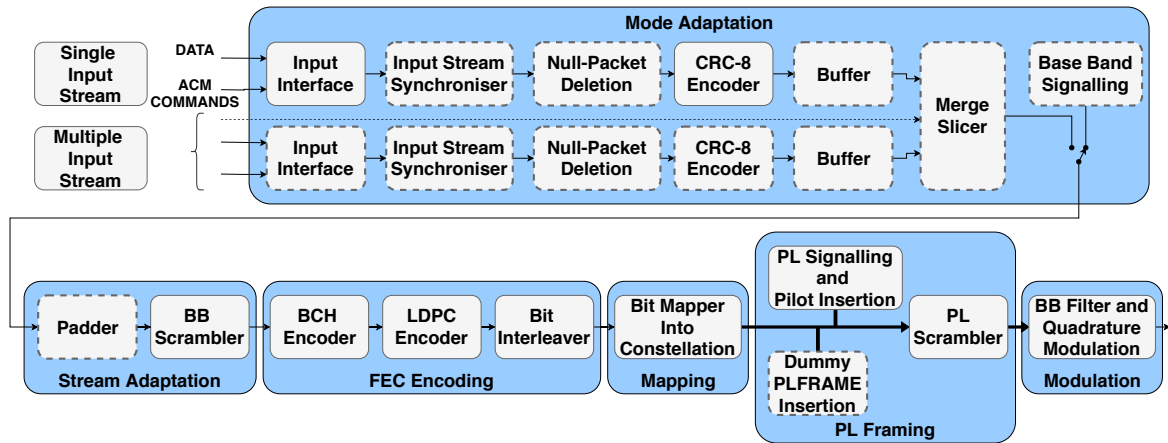 Mode Adaptation
Single
Input
Stream
DATA
ACM
COMMANDS
Input
Interface
Input Stream
Synchroniser
Null-Packet
Deletion
CRC-8
Encoder
Buffer
Merge
Slicer
Base Band
Signalling
Multiple
Input
Stream
Input
Interface
Input Stream
Synchroniser
Null-Packet
Deletion
CRC-8
Encoder
Buffer
Padder
BB
Scrambler
Stream Adaptation
BCH
Encoder
LDPC
Encoder
Bit
Interleaver
FEC Encoding
Bit Mapper
Into
Constellation
Mapping
PL Signalling
and
Pilot Insertion
Dummy
PLFRAME
Insertion
PL
Scrambler
PL Framing
BB Filter and
Quadrature
Modulation
Modulation